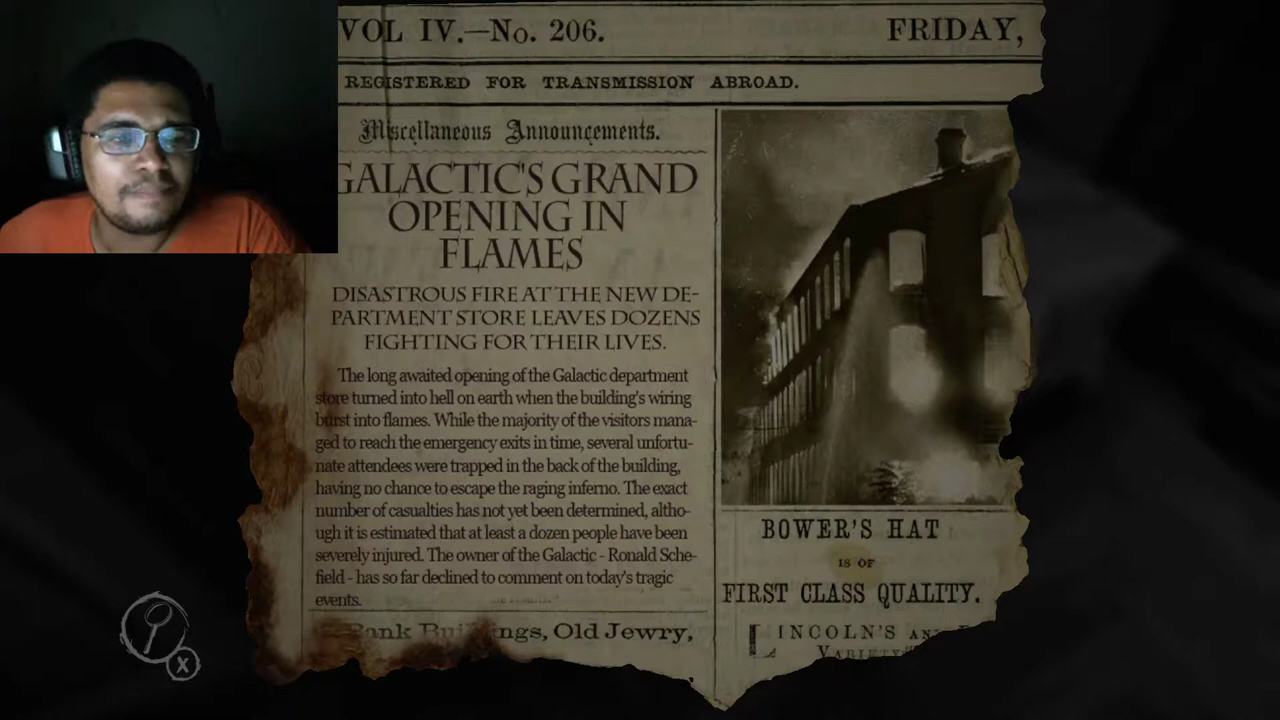 VOL IV.—No. 206.
FRIDAY,
REGISTERED FOR TRANSMISSION ABROAD.
Miscellaneous Announcements.
GALACTIC'S GRAND
OPENING IN
FLAMES
DISASTROUS FIRE AT THE NEW DE-
PARTMENT STORE LEAVES DOZENS
FIGHTING FOR THEIR LIVES.
The long awaited opening of the Galactic department
store turned into hell on earth when the building's wiring
burst into flames. While the majority of the visitors mana-
ged to reach the emergency exits in time, several unfortu-
nate attendees were trapped in the back of the building,
having no chance to escape the raging inferno. The exact
number of casualties has not yet been determined, altho-
ugh it is estimated that at least a dozen people have been
severely injured. The owner of the Galactic - Ronald Sche-
field - has so far declined to comment on today's tragic
events.
Bank Buildings, Old Jewry,
BOWER'S HAT
IS OF
FIRST CLASS QUALITY.
LINCOLN'S AND
VARIETY
X